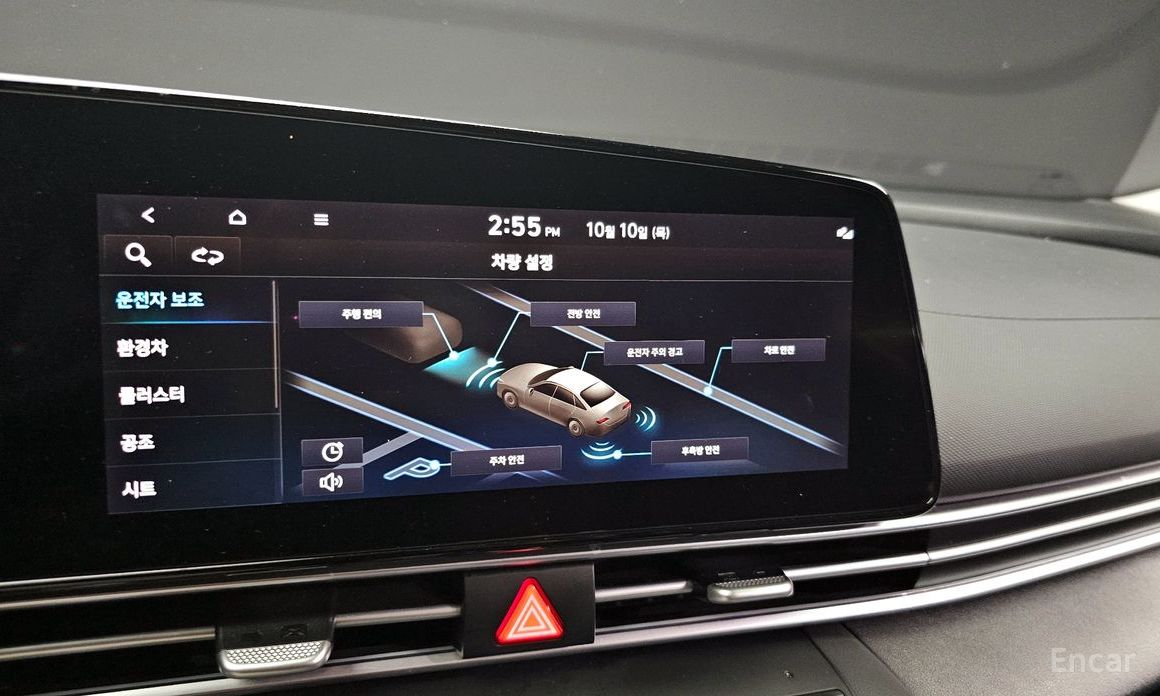 2:55 PM 10월 10일 (목)
차량 설정
운전자 보조
환경차
클러스터
공조
시트
주행 편의
전방 안전
운전자 주의 경고
차로 안전
주차 안전
후측방 안전
Encar